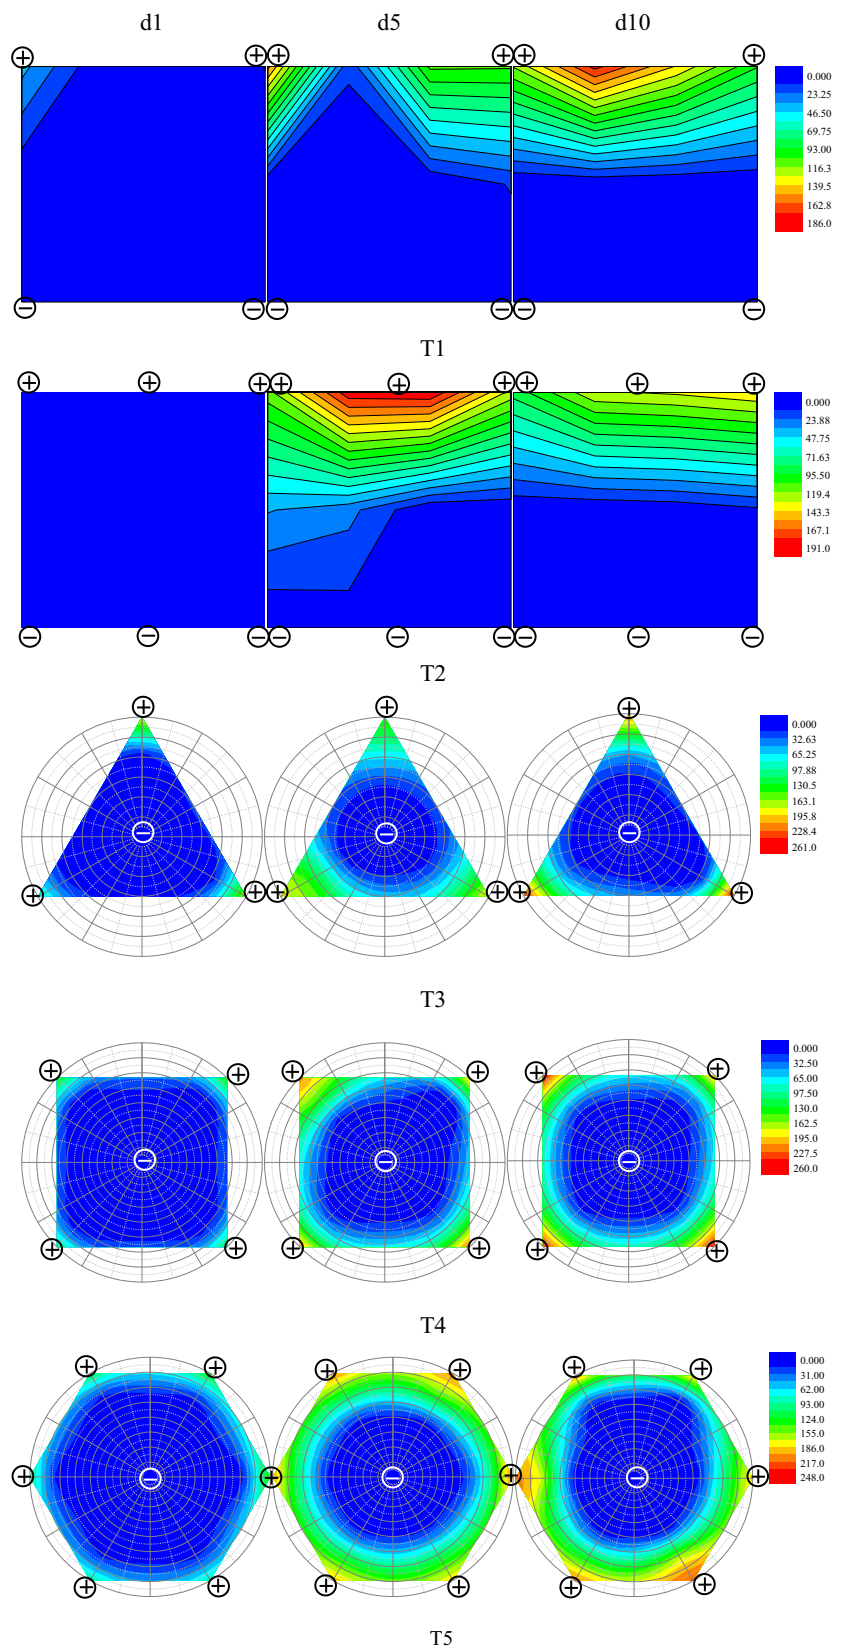 d1 d5 d10
+ + + + + +
0.000
23.25
46.50
69.75
93.00
116.3
139.5
162.8
186.0
− − − − − −
T1
+ + + + + + + + +
0.000
23.88
47.75
71.63
95.50
119.4
143.3
167.1
191.0
− − − − − − − − −
T2
+ + +
0.000
32.63
65.25
97.88
130.5
163.1
195.8
228.4
261.0
− − −
+ + + + + +
T3
+ + + + + +
0.000
32.50
65.00
97.50
130.0
162.5
195.0
227.5
260.0
− − −
+ + + + + +
T4
+ + + + + +
0.000
31.00
62.00
93.00
124.0
155.0
186.0
217.0
248.0
+ − + − + − +
+ + + + + +
T5